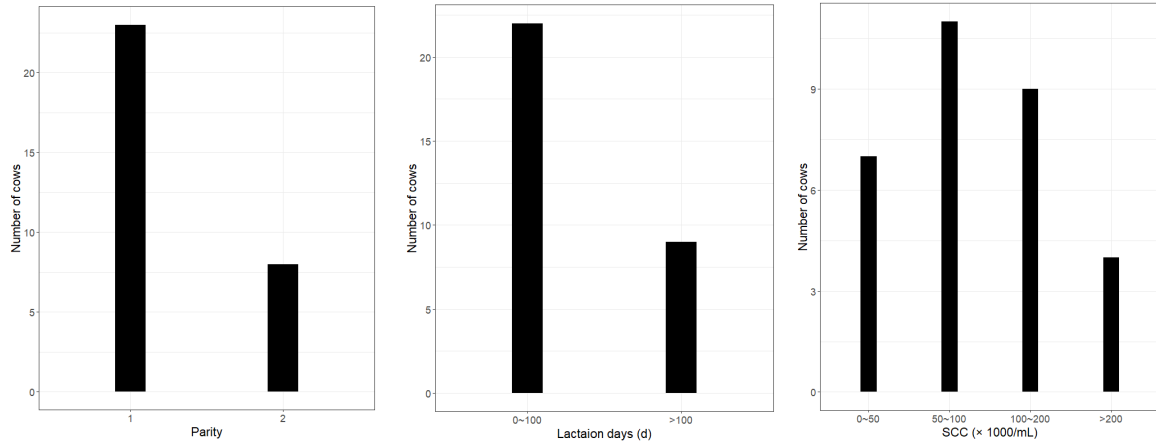 Number of cows
20
15
10
5
0
1 2
Parity
Number of cows
20
15
10
5
0
0~100 >100
Lactaion days (d)
Number of cows
9
6
3
0
0~50 50~100 100~200 >200
SCC (× 1000/mL)